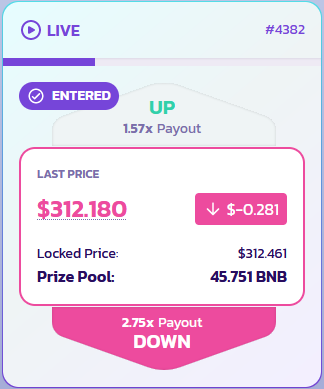 LIVE #4382
ENTERED
UP
1.57x Payout
LAST PRICE
$312.180 ↓ $-0.281
Locked Price: $312.461
Prize Pool: 45.751 BNB
2.75x Payout
DOWN